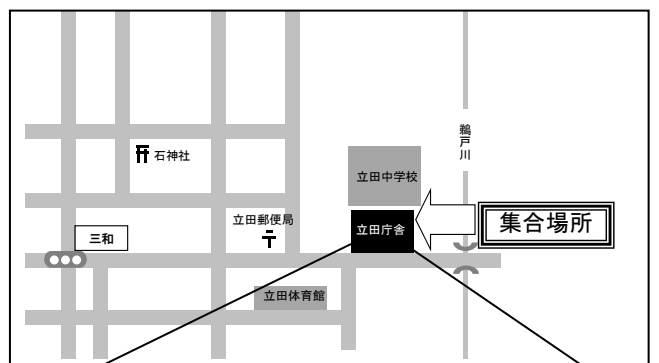 鵜戸川
石神社
立田中学校
立田郵便局
集合場所
立田庁舎
三和
立田体育館